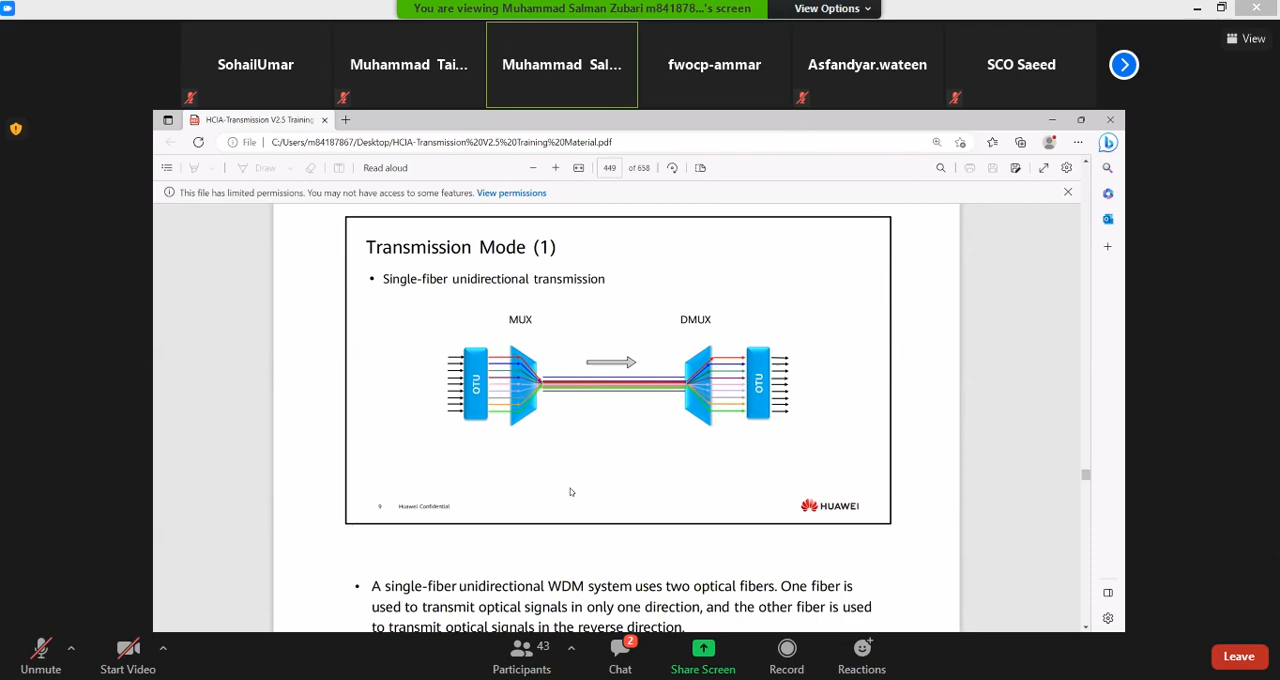 You are viewing Muhammad Salman Zubari m841878...'s screen
View Options
View
SohailUmar
Muhammad Tai...
Muhammad Sal...
fwocp-ammar
Asfandyar.wateen
SCO Saeed
HCIA-Transmission V2.5 Training
File
C:/Users/m84187867/Desktop/HCIA-Transmission%20V2.5%20Training%20Material.pdf
Draw
Read aloud
449
of 658
This file has limited permissions. You may not have access to some features. View permissions
Transmission Mode (1)
• Single-fiber unidirectional transmission
MUX
DMUX
OTU
OTU
9
Huawei Confidential
HUAWEI
• A single-fiber unidirectional WDM system uses two optical fibers. One fiber is
used to transmit optical signals in only one direction, and the other fiber is used
to transmit optical signals in the reverse direction.
Unmute
Start Video
43
Participants
2
Chat
Share Screen
Record
Reactions
Leave